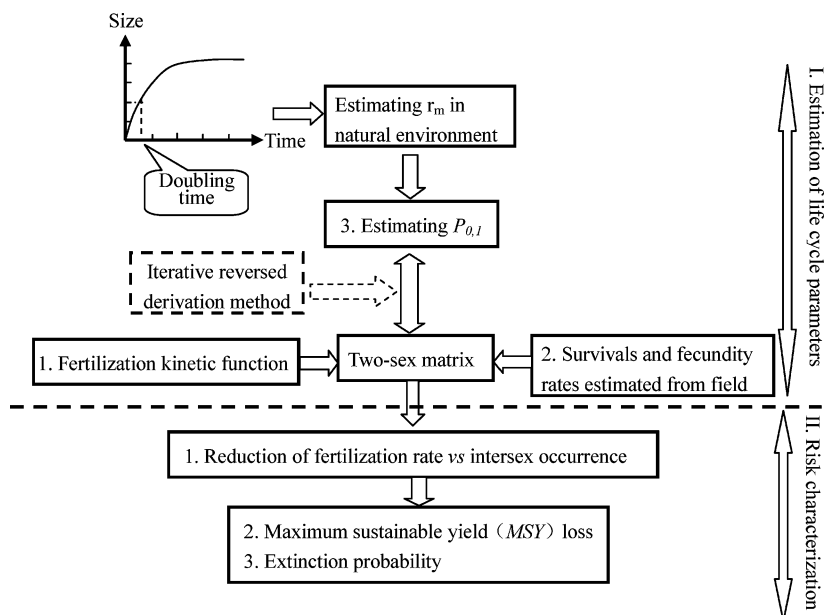 Size
Time
Doubling
time
Estimating rm in
natural environment
3. Estimating P0,1
Iterative reversed
derivation method
1. Fertilization kinetic function
Two-sex matrix
2. Survivals and fecundity
rates estimated from field
I. Estimation of life cycle parameters
1. Reduction of fertilization rate vs intersex occurrence
2. Maximum sustainable yield（MSY）loss
3. Extinction probability
II. Risk characterization